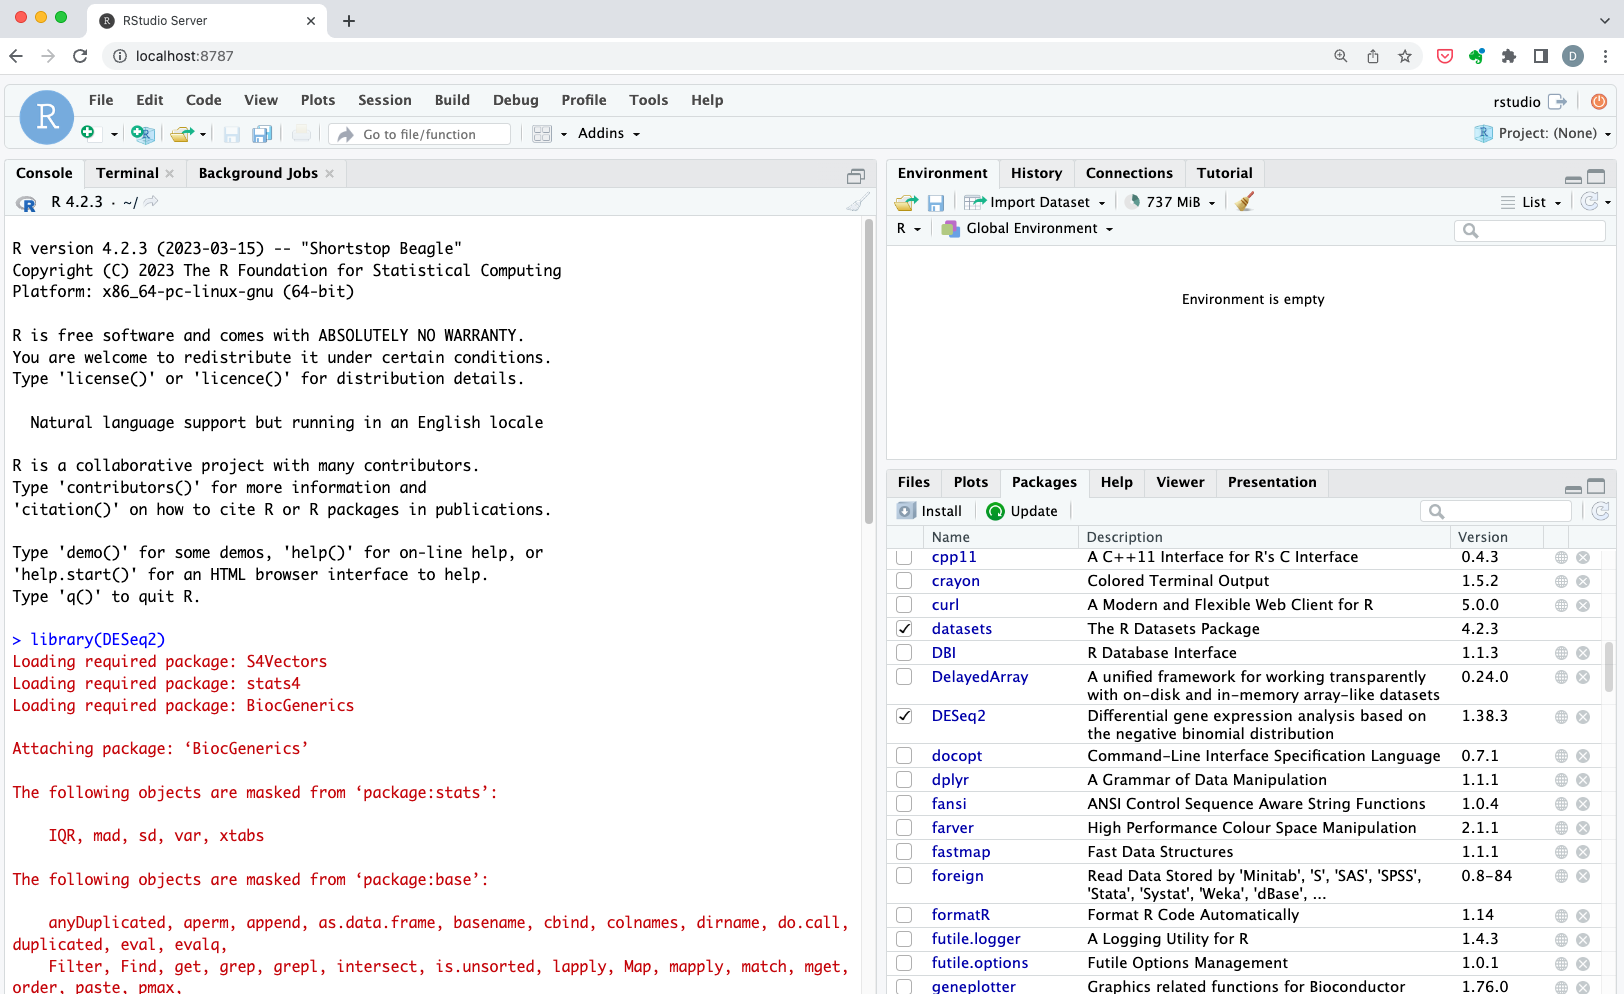 RStudio Server
localhost:8787
D
R
File Edit Code View Plots Session Build Debug Profile Tools Help
rstudio
Go to file/function
Addins
Project: (None)
Console Terminal Background Jobs
R 4.2.3 · ~/
R version 4.2.3 (2023-03-15) -- "Shortstop Beagle"
Copyright (C) 2023 The R Foundation for Statistical Computing
Platform: x86_64-pc-linux-gnu (64-bit)
R is free software and comes with ABSOLUTELY NO WARRANTY.
You are welcome to redistribute it under certain conditions.
Type 'license()' or 'licence()' for distribution details.
Natural language support but running in an English locale
R is a collaborative project with many contributors.
Type 'contributors()' for more information and
'citation()' on how to cite R or R packages in publications.
Type 'demo()' for some demos, 'help()' for on-line help, or
'help.start()' for an HTML browser interface to help.
Type 'q()' to quit R.
> library(DESeq2)
Loading required package: S4Vectors
Loading required package: stats4
Loading required package: BiocGenerics
Attaching package: ‘BiocGenerics’
The following objects are masked from ‘package:stats’:
IQR, mad, sd, var, xtabs
The following objects are masked from ‘package:base’:
anyDuplicated, aperm, append, as.data.frame, basename, cbind, colnames, dirname, do.call,
duplicated, eval, evalq,
Filter, Find, get, grep, grepl, intersect, is.unsorted, lapply, Map, mapply, match, mget,
order, paste, pmax,
Environment History Connections Tutorial
Import Dataset 737 MiB List
R Global Environment
Environment is empty
Files Plots Packages Help Viewer Presentation
Install Update
Name Description Version
cpp11 A C++11 Interface for R's C Interface 0.4.3
crayon Colored Terminal Output 1.5.2
curl A Modern and Flexible Web Client for R 5.0.0
datasets The R Datasets Package 4.2.3
DBI R Database Interface 1.1.3
DelayedArray A unified framework for working transparently 0.24.0
with on-disk and in-memory array-like datasets
DESeq2 Differential gene expression analysis based on 1.38.3
the negative binomial distribution
docopt Command-Line Interface Specification Language 0.7.1
dplyr A Grammar of Data Manipulation 1.1.1
fansi ANSI Control Sequence Aware String Functions 1.0.4
farver High Performance Colour Space Manipulation 2.1.1
fastmap Fast Data Structures 1.1.1
foreign Read Data Stored by 'Minitab', 'S', 'SAS', 'SPSS', 0.8-84
'Stata', 'Systat', 'Weka', 'dBase', ...
formatR Format R Code Automatically 1.14
futile.logger A Logging Utility for R 1.4.3
futile.options Futile Options Management 1.0.1
geneplotter Graphics related functions for Bioconductor 1.76.0